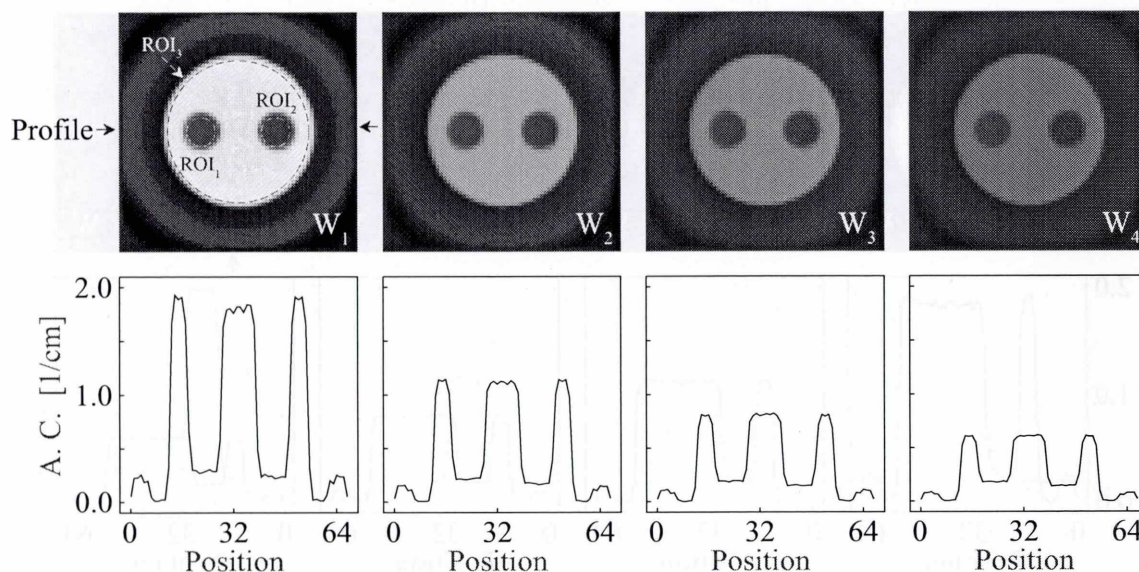 ROI3
ROI2
Profile
ROI1
W1
W2
W3
W4
A. C. [1/cm]
2.0
1.0
0.0
0 32 64
0 32 64
0 32 64
0 32 64
Position
Position
Position
Position